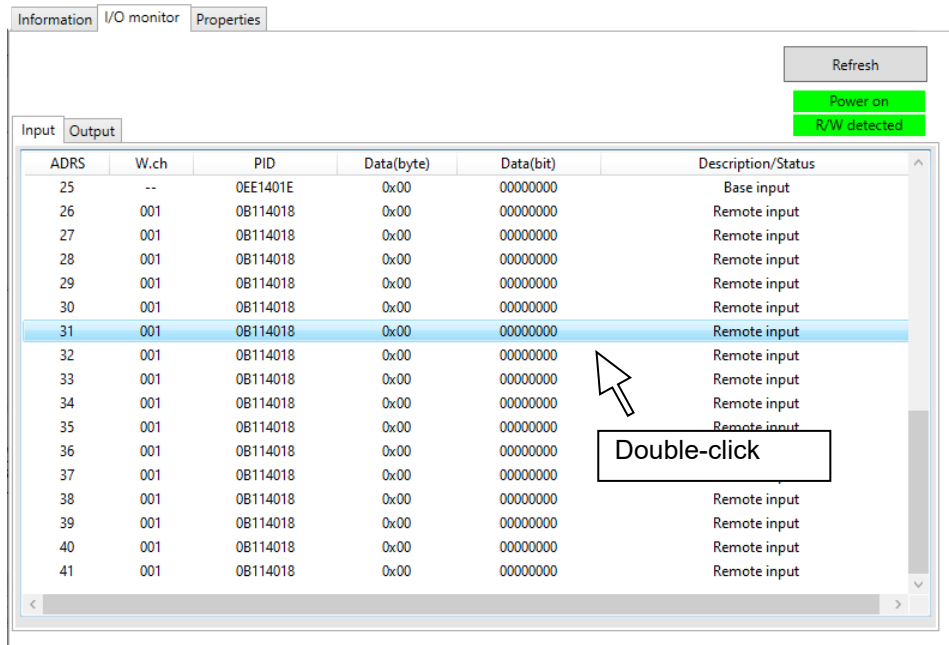 Information I/O monitor Properties
Refresh
Power on
R/W detected
Input Output
ADRS W.ch PID Data(byte) Data(bit) Description/Status
25 -- 0EE1401E 0x00 00000000 Base input
26 001 0B114018 0x00 00000000 Remote input
27 001 0B114018 0x00 00000000 Remote input
28 001 0B114018 0x00 00000000 Remote input
29 001 0B114018 0x00 00000000 Remote input
30 001 0B114018 0x00 00000000 Remote input
31 001 0B114018 0x00 00000000 Remote input
32 001 0B114018 0x00 00000000 Remote input
33 001 0B114018 0x00 00000000 Remote input
34 001 0B114018 0x00 00000000 Remote input
35 001 0B114018 0x00 00000000 Remote input
36 001 0B114018 0x00 00000000
Double-click
37 001 0B114018 0x00 00000000
38 001 0B114018 0x00 00000000 Remote input
39 001 0B114018 0x00 00000000 Remote input
40 001 0B114018 0x00 00000000 Remote input
41 001 0B114018 0x00 00000000 Remote input